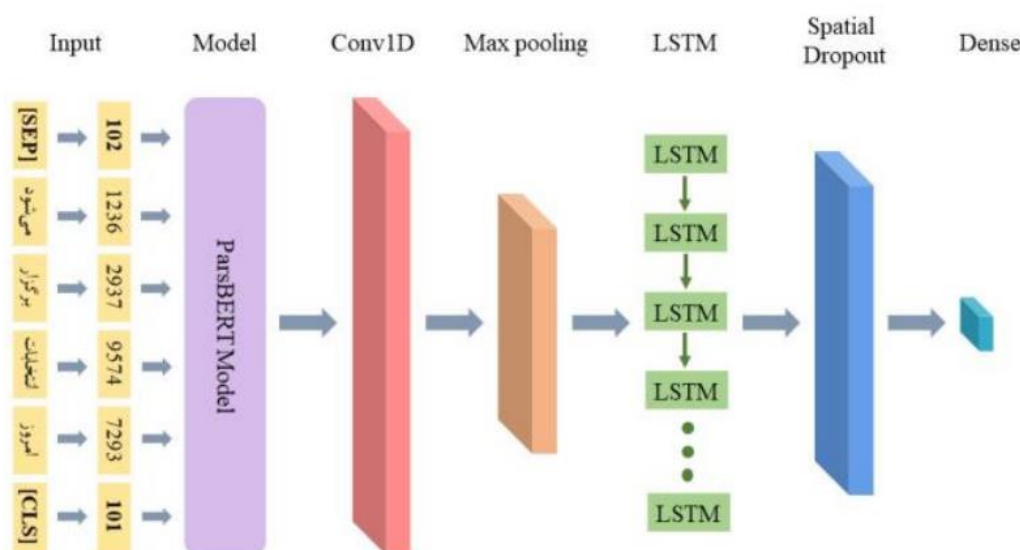 Input
Model
Conv1D
Max pooling
LSTM
Spatial
Dropout
Dense
[SEP]
102
می‌شود
1236
برگزار
2937
انتخابات
9574
امروز
7293
[CLS]
101
ParsBERT Model
LSTM
LSTM
LSTM
LSTM
LSTM